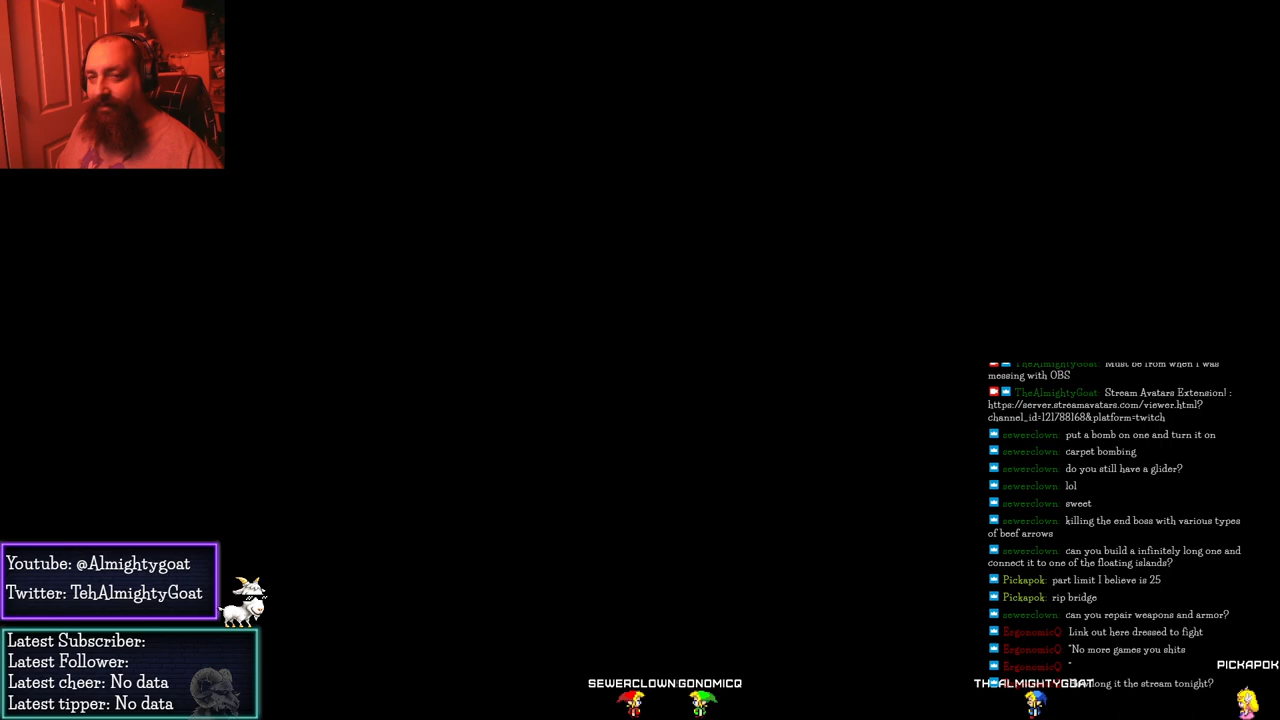 TheAlmightyGoat: Must be from when I was
messing with OBS
TheAlmightyGoat: Stream Avatars Extension! :
https://server.streamavatars.com/viewer.html?
channel_id=121788168&platform=twitch
sewerclown: put a bomb on one and turn it on
sewerclown: carpet bombing
sewerclown: do you still have a glider?
sewerclown: lol
sewerclown: sweet
sewerclown: killing the end boss with various types
of beef arrows
sewerclown: can you build a infinitely long one and
connect it to one of the floating islands?
Pickapok: part limit I believe is 25
Pickapok: rip bridge
sewerclown: can you repair weapons and armor?
ErgonomicQ: Link out here dressed to fight
ErgonomicQ: "No more games you shits
ErgonomicQ: "
long it the stream tonight?
Youtube: @Almightygoat
Twitter: TehAlmightyGoat
Latest Subscriber:
Latest Follower:
Latest cheer: No data
Latest tipper: No data
SEWERCLOWN GONOMICQ
THEALMIGHTYGOAT
PICKAPOK